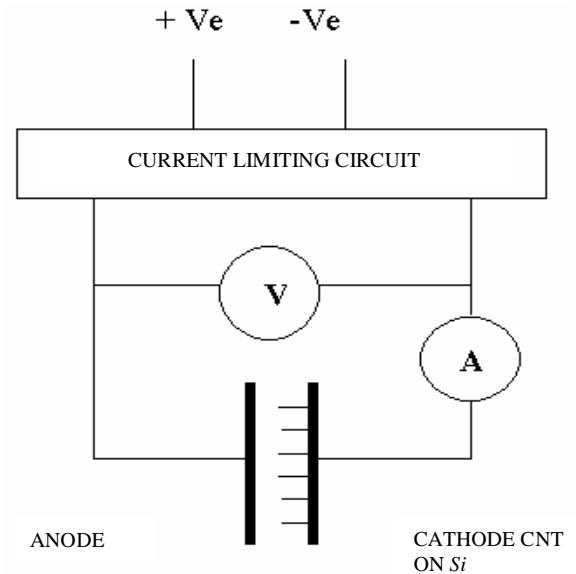 + Ve -Ve
CURRENT LIMITING CIRCUIT
V
A
ANODE
CATHODE CNT
ON Si